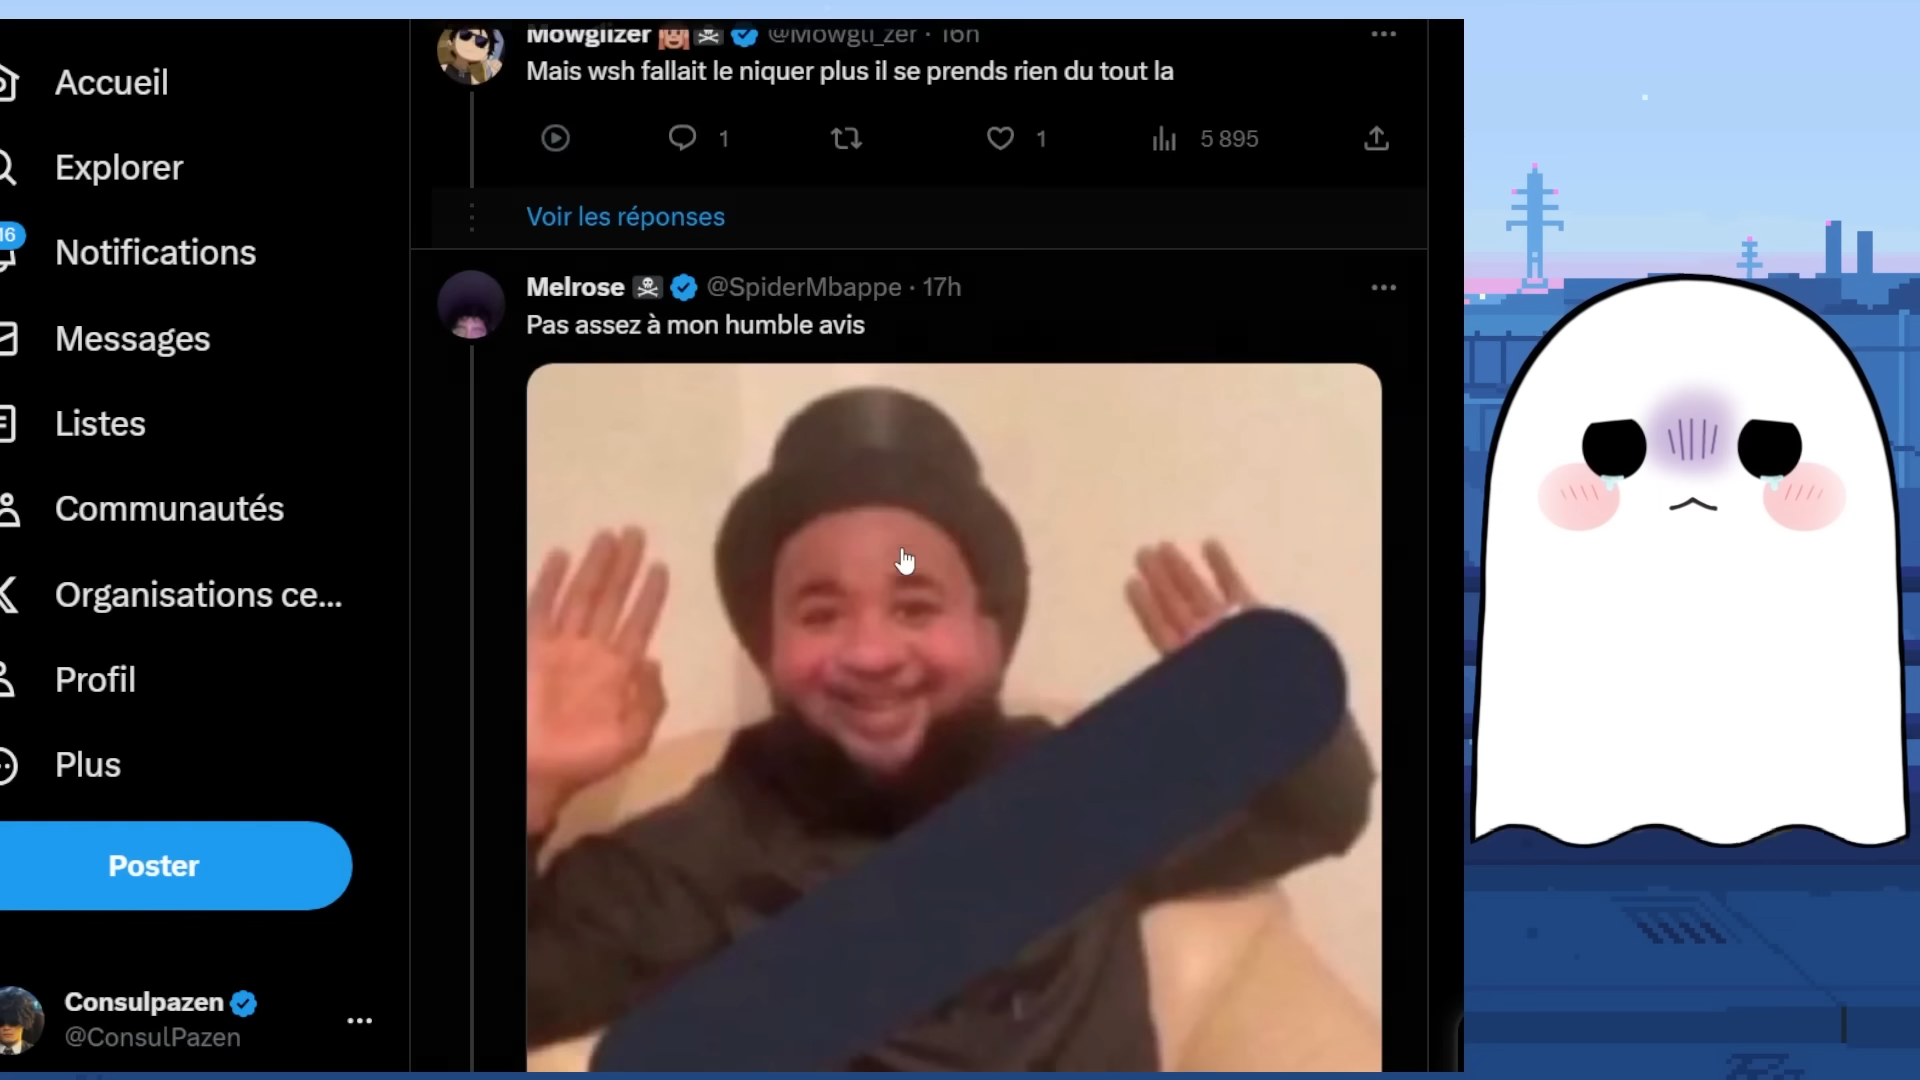 Accueil
Explorer
16
Notifications
Messages
Listes
Communautés
Organisations ce...
Profil
Plus
Poster
Consulpazen
@ConsulPazen
Mowglizer @Mowgli_zer · 16h
Mais wsh fallait le niquer plus il se prends rien du tout la
1 1 5 895
Voir les réponses
Melrose @SpiderMbappe · 17h
Pas assez à mon humble avis